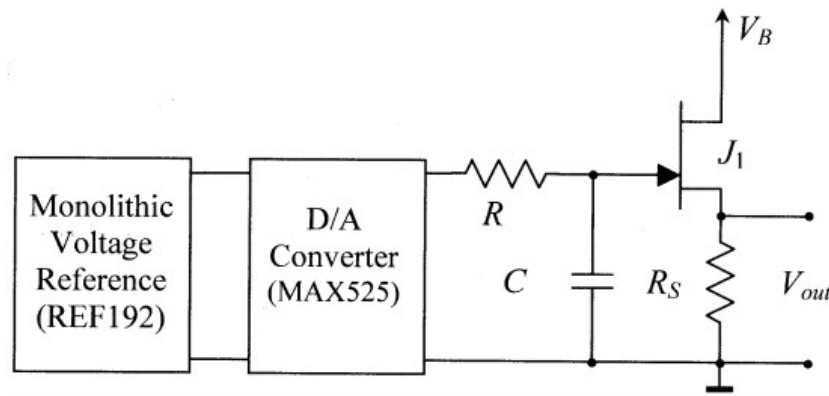 V_B
J_1
Monolithic
Voltage
Reference
(REF192)
D/A
Converter
(MAX525)
R
C
R_S
V_out